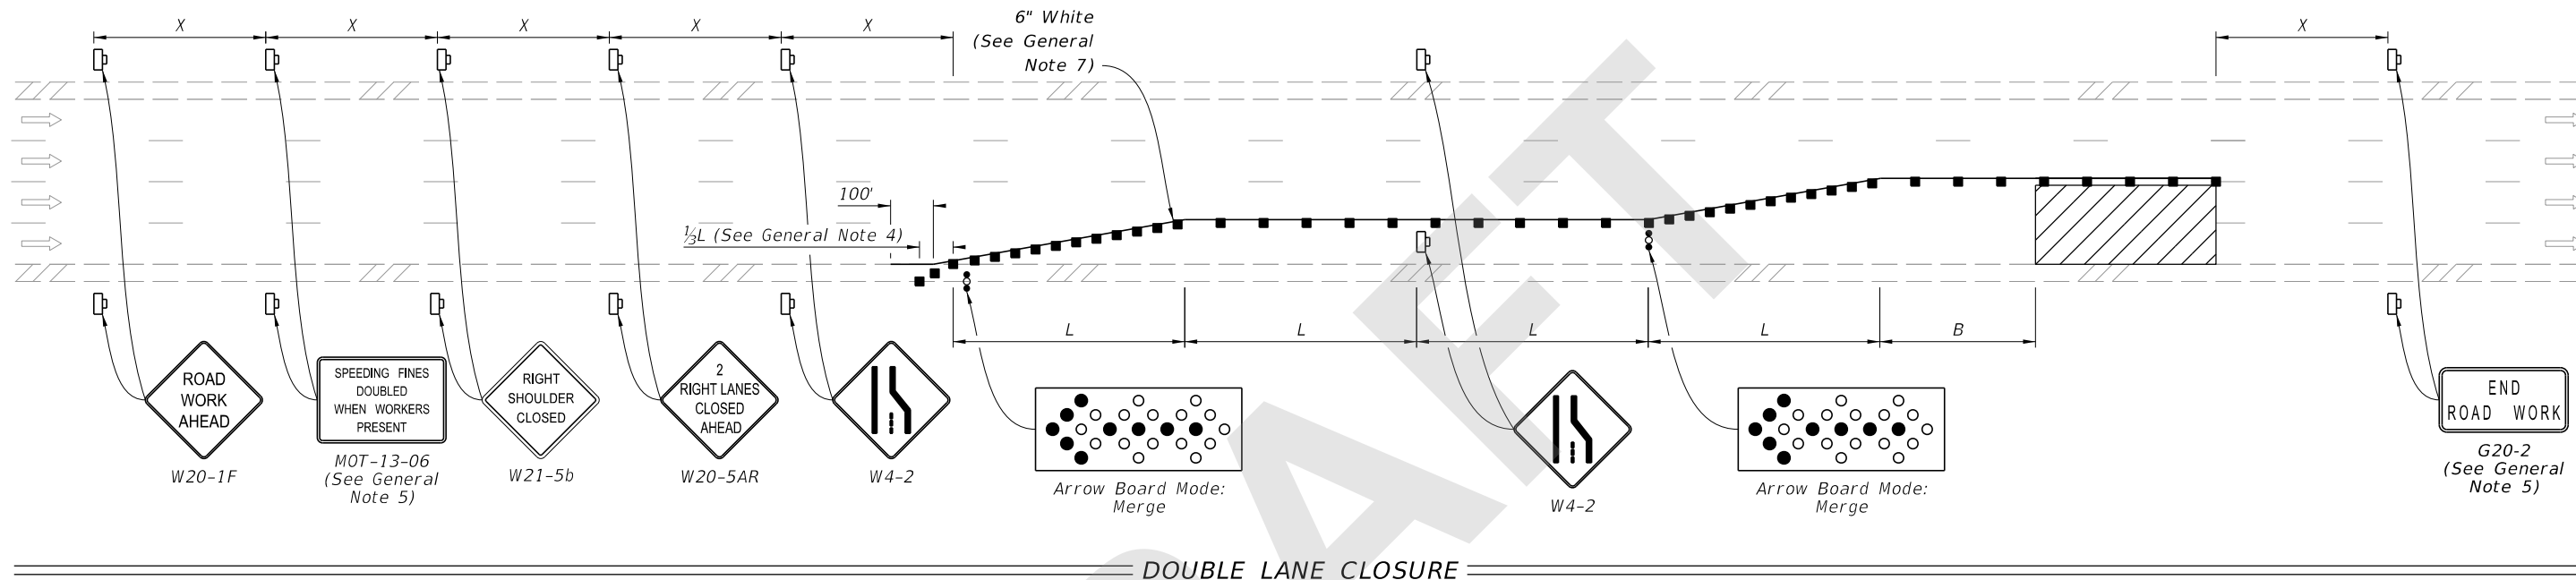 X X X X X X
6" White
(See General
Note 7)
100'
⅓L (See General Note 4)
L L L L B
ROAD
WORK
AHEAD
W20-1F
SPEEDING FINES
DOUBLED
WHEN WORKERS
PRESENT
MOT-13-06
(See General
Note 5)
RIGHT
SHOULDER
CLOSED
W21-5b
2
RIGHT LANES
CLOSED
AHEAD
W20-5AR
W4-2
Arrow Board Mode:
Merge
W4-2
Arrow Board Mode:
Merge
END
ROAD WORK
G20-2
(See General
Note 5)
DOUBLE LANE CLOSURE